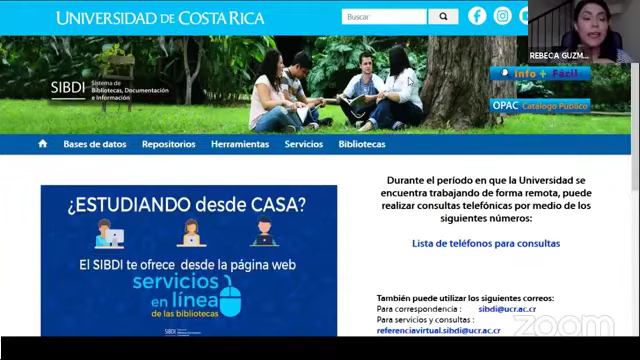 UNIVERSIDAD DE COSTA RICA
Buscar
REBECA GUZM...
Info + Fácil
SIBDI
Sistema de
Bibliotecas, Documentación
e Información
OPAC Catálogo Público
Bases de datos Repositorios Herramientas Servicios Bibliotecas
¿ESTUDIANDO desde CASA?
El SIBDI te ofrece desde la página web
servicios
en línea
de las bibliotecas
SIBDI
Durante el período en que la Universidad se
encuentra trabajando de forma remota, puede
realizar consultas telefónicas por medio de los
siguientes números:
Lista de teléfonos para consultas
También puede utilizar los siguientes correos:
Para correspondencia : sibdi@ucr.ac.cr
Para servicios y consultas :
referenciavirtual.sibdi@ucr.ac.cr
zoom